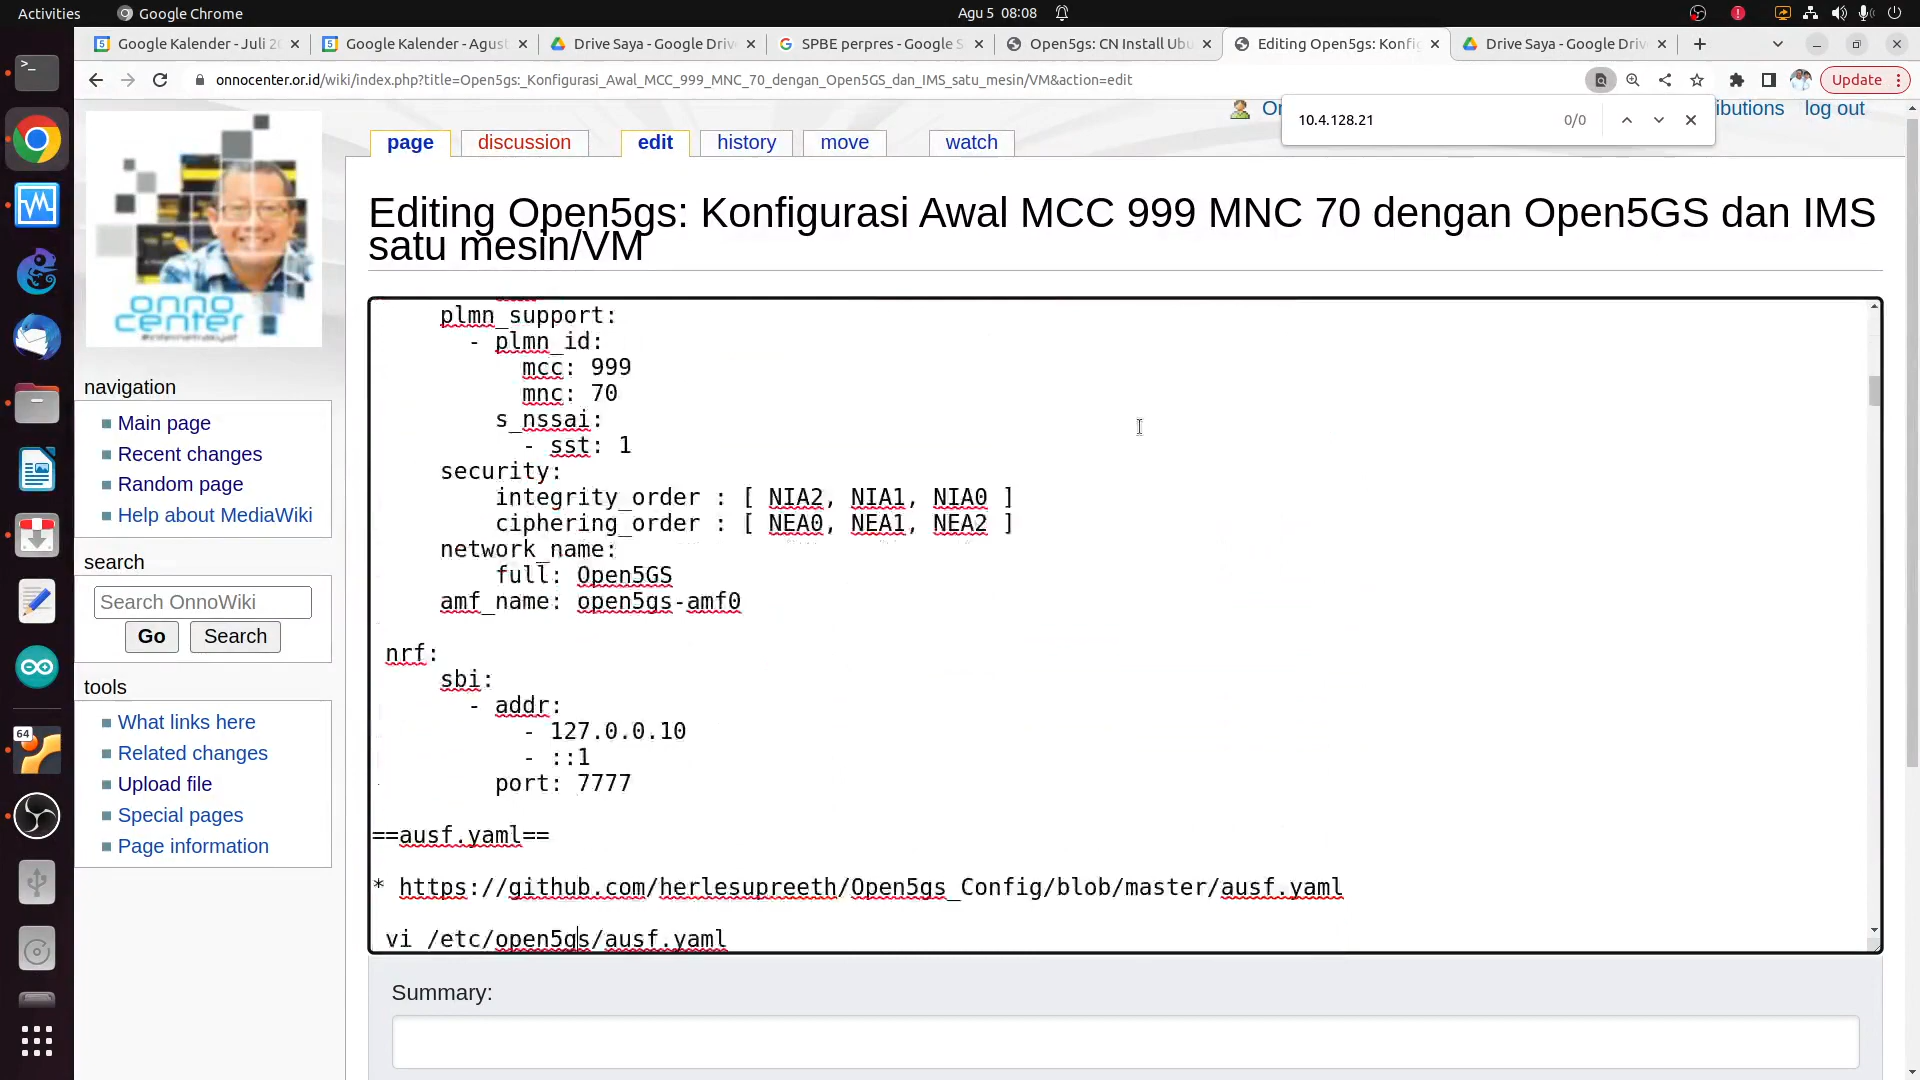 Activities
Google Chrome
Agu 5 08:08
Google Kalender - Juli 2
Google Kalender - Agust
Drive Saya - Google Driv
SPBE perpres - Google S
Open5gs: CN Install Ubu
Editing Open5gs: Konfig
Drive Saya - Google Driv
onnocenter.or.id/wiki/index.php?title=Open5gs:_Konfigurasi_Awal_MCC_999_MNC_70_dengan_Open5GS_dan_IMS_satu_mesin/VM&action=edit
Update
10.4.128.21
0/0
log out
page
discussion
edit
history
move
watch
Editing Open5gs: Konfigurasi Awal MCC 999 MNC 70 dengan Open5GS dan IMS
satu mesin/VM
onno
center
navigation
Main page
Recent changes
Random page
Help about MediaWiki
search
Search OnnoWiki
Go
Search
tools
What links here
Related changes
Upload file
Special pages
Page information
64
plmn_support:
- plmn_id:
mcc: 999
mnc: 70
s_nssai:
- sst: 1
security:
integrity_order : [ NIA2, NIA1, NIA0 ]
ciphering_order : [ NEA0, NEA1, NEA2 ]
network_name:
full: Open5GS
amf_name: open5gs-amf0
nrf:
sbi:
- addr:
- 127.0.0.10
- ::1
port: 7777
==ausf.yaml==
* https://github.com/herlesupreeth/Open5gs_Config/blob/master/ausf.yaml
vi /etc/open5gs/ausf.yaml
Summary: